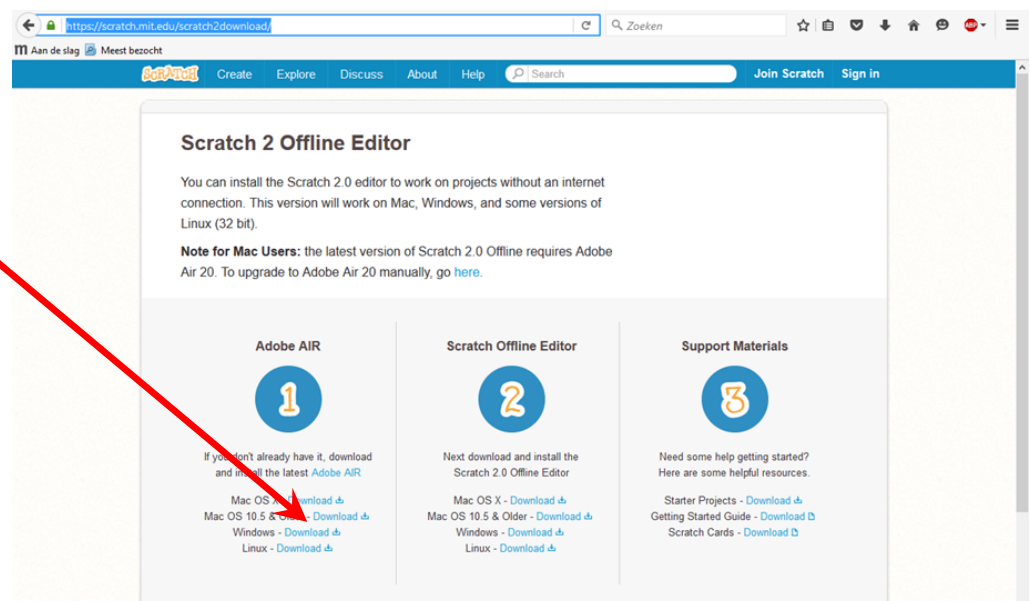 https://scratch.mit.edu/scratch2download/
Zoeken
ABP
m Aan de slag Meest bezocht
SCRATCH Create Explore Discuss About Help Search Join Scratch Sign in
Scratch 2 Offline Editor
You can install the Scratch 2.0 editor to work on projects without an internet
connection. This version will work on Mac, Windows, and some versions of
Linux (32 bit).
Note for Mac Users: the latest version of Scratch 2.0 Offline requires Adobe
Air 20. To upgrade to Adobe Air 20 manually, go here.
Adobe AIR
1
If you don't already have it, download
and install the latest Adobe AIR
Mac OS X - Download
Mac OS 10.5 & Older - Download
Windows - Download
Linux - Download
Scratch Offline Editor
2
Next download and install the
Scratch 2.0 Offline Editor
Mac OS X - Download
Mac OS 10.5 & Older - Download
Windows - Download
Linux - Download
Support Materials
3
Need some help getting started?
Here are some helpful resources.
Starter Projects - Download
Getting Started Guide - Download
Scratch Cards - Download